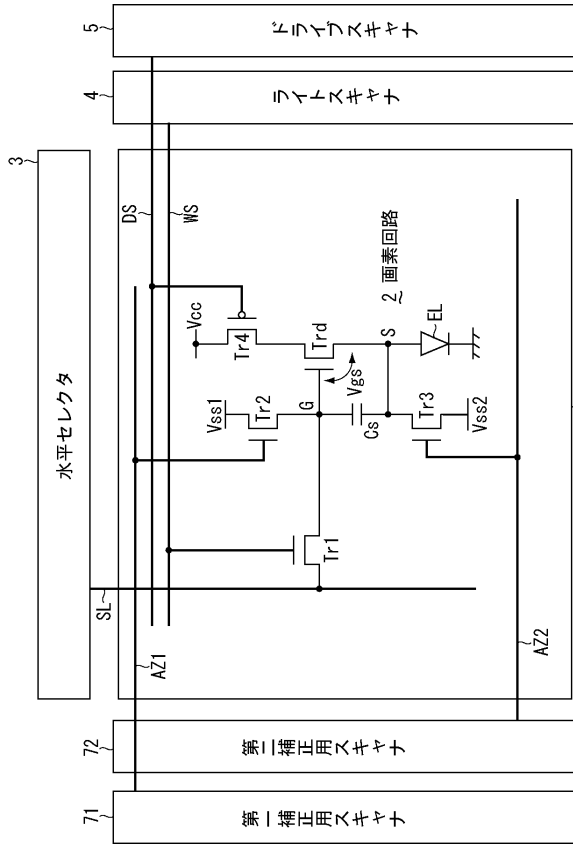 3
水平セレクタ
5
ドライブスキャナ
4
ライトスキャナ
DS
WS
SL
AZ1
Vcc
Tr4
Vss1
Tr2
Trd
G
Vgs
S
Cs
2 画素回路
EL
Tr1
Tr3
Vss2
AZ2
72
第二補正用スキャナ
71
第一補正用スキャナ